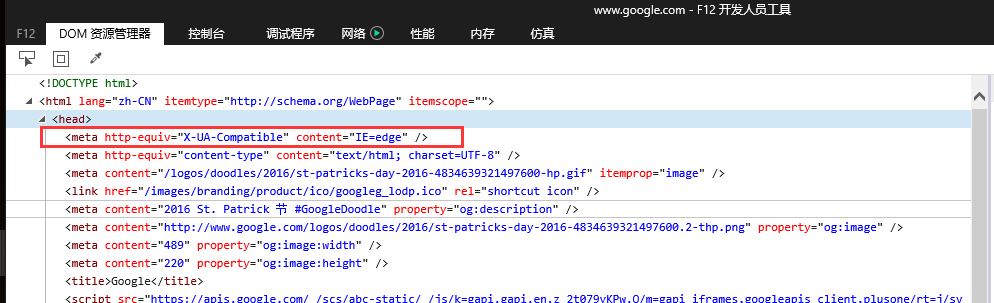 www.google.com - F12 开发人员工具
F12 DOM 资源管理器 控制台 调试程序 网络 性能 内存 仿真
<!DOCTYPE html>
<html lang="zh-CN" itemtype="http://schema.org/WebPage" itemscope="">
<head>
<meta http-equiv="X-UA-Compatible" content="IE=edge" />
<meta http-equiv="content-type" content="text/html; charset=UTF-8" />
<meta content="/logos/doodles/2016/st-patricks-day-2016-4834639321497600-hp.gif" itemprop="image" />
<link href="/images/branding/product/ico/googleg_lodp.ico" rel="shortcut icon" />
<meta content="2016 St. Patrick 节 #GoogleDoodle" property="og:description" />
<meta content="http://www.google.com/logos/doodles/2016/st-patricks-day-2016-4834639321497600.2-thp.png" property="og:image" />
<meta content="489" property="og:image:width" />
<meta content="220" property="og:image:height" />
<title>Google</title>
<script src="https://apis.google.com/_/scs/abc-static/_/js/k=gapi.gapi.en.z